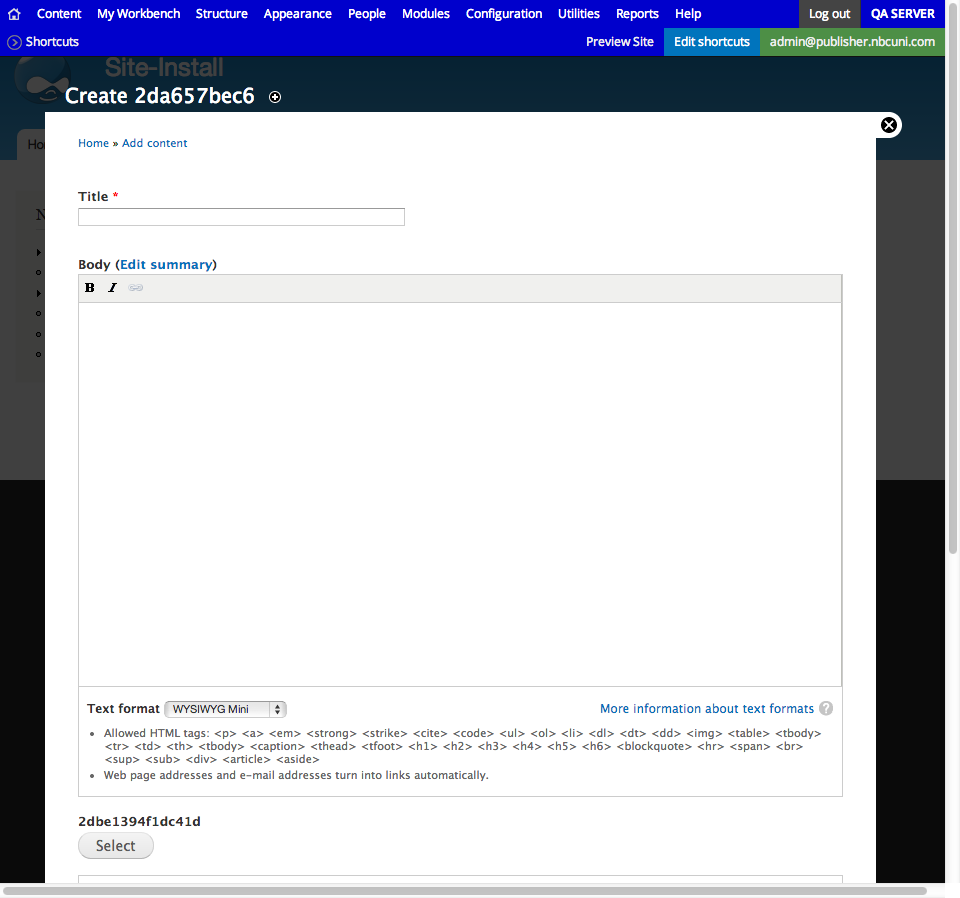 Content My Workbench Structure Appearance People Modules Configuration Utilities Reports Help Log out QA SERVER
Shortcuts Preview Site Edit shortcuts admin@publisher.nbcuni.com
Site-Install
Create 2da657bec6
Home » Add content
Title *
Body (Edit summary)
B I
Text format WYSIWYG Mini More information about text formats ?
Allowed HTML tags: <p> <a> <em> <strong> <strike> <cite> <code> <ul> <ol> <li> <dl> <dt> <dd> <img> <table> <tbody>
<tr> <td> <th> <tbody> <caption> <thead> <tfoot> <h1> <h2> <h3> <h4> <h5> <h6> <blockquote> <hr> <span> <br>
<sup> <sub> <div> <article> <aside>
Web page addresses and e-mail addresses turn into links automatically.
2dbe1394f1dc41d
Select